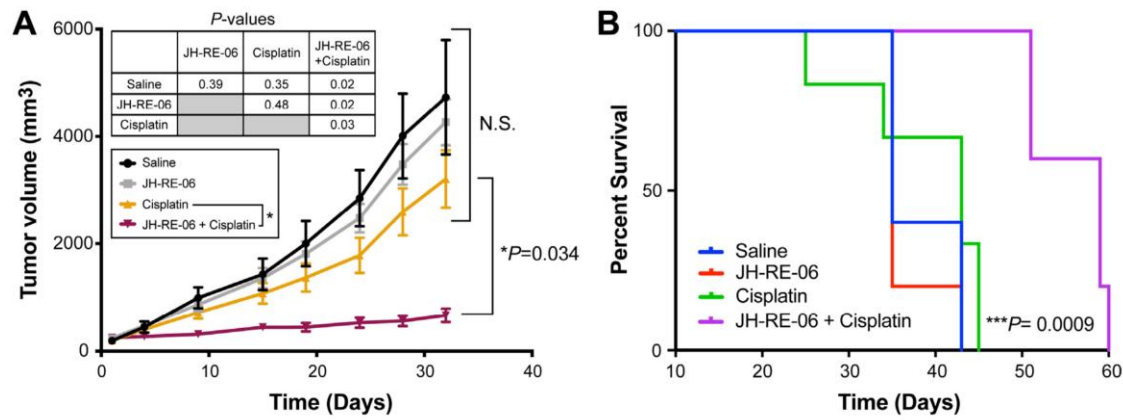 A
P-values
JH-RE-06 Cisplatin JH-RE-06
+Cisplatin
Saline 0.39 0.35 0.02
JH-RE-06 0.48 0.02
Cisplatin 0.03
Saline
JH-RE-06
Cisplatin
*
JH-RE-06 + Cisplatin
N.S.
*P=0.034
Tumor volume (mm3)
6000
4000
2000
0
0 10 20 30 40
Time (Days)
B
Percent Survival
100
50
0
Saline
JH-RE-06
Cisplatin
JH-RE-06 + Cisplatin
***P= 0.0009
10 20 30 40 50 60
Time (Days)